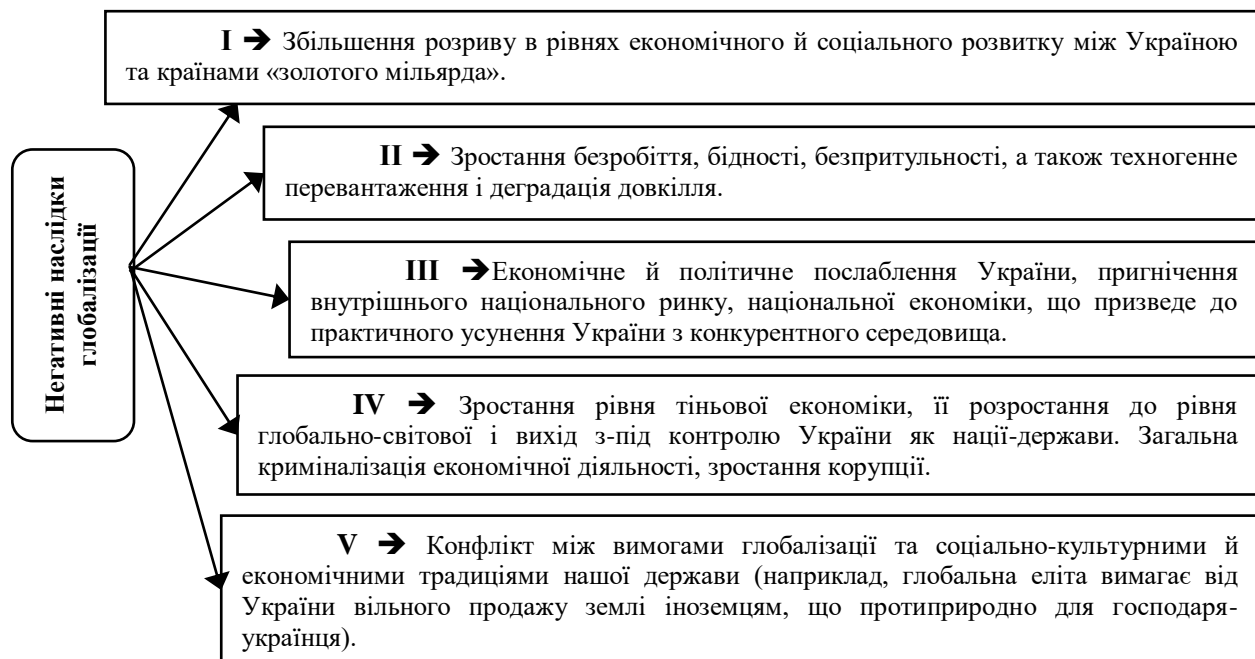 I ➔ Збільшення розриву в рівнях економічного й соціального розвитку між Україною
та країнами «золотого мільярда».
Негативні наслідки
глобалізації
II ➔ Зростання безробіття, бідності, безпритульності, а також техногенне
перевантаження і деградація довкілля.
III ➔Економічне й політичне послаблення України, пригнічення
внутрішнього національного ринку, національної економіки, що призведе до
практичного усунення України з конкурентного середовища.
IV ➔ Зростання рівня тіньової економіки, її розростання до рівня
глобально-світової і вихід з-під контролю України як нації-держави. Загальна
криміналізація економічної діяльності, зростання корупції.
V ➔ Конфлікт між вимогами глобалізації та соціально-культурними й
економічними традиціями нашої держави (наприклад, глобальна еліта вимагає від
України вільного продажу землі іноземцям, що протиприродно для господаря-
українця).